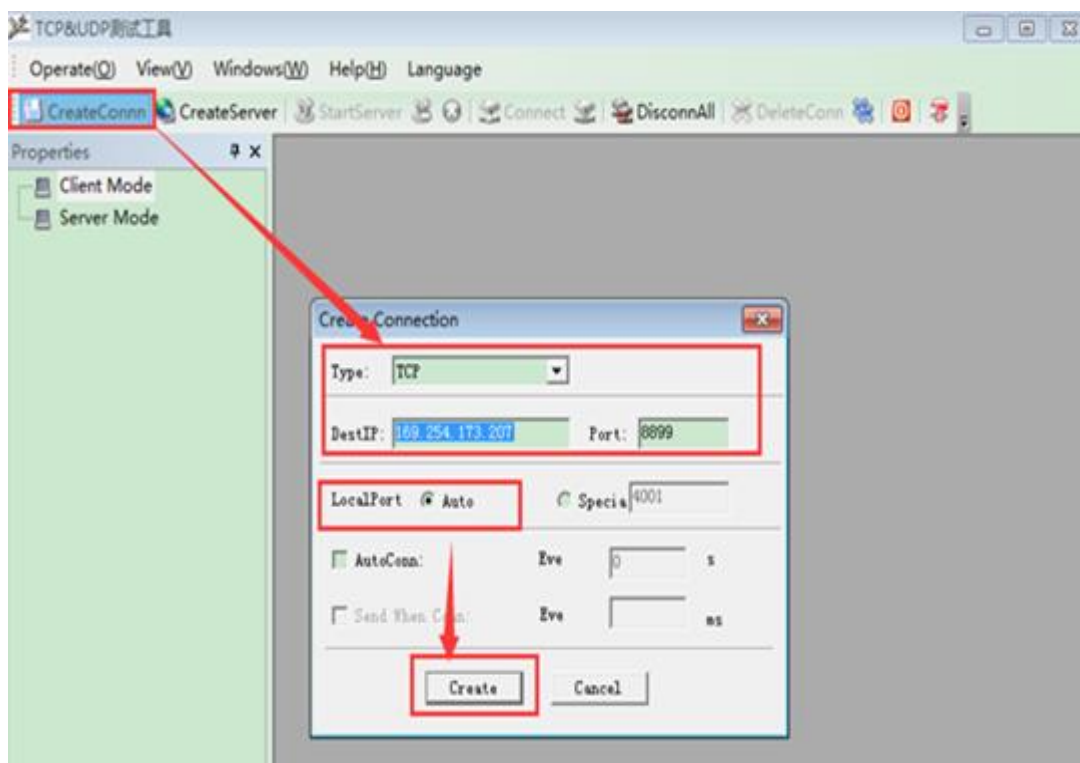 TCP&UDP测试工具
Operate(O) View(V) Windows(W) Help(H) Language
CreateConnn CreateServer StartServer Connect DisconnAll DeleteConn
Properties
Client Mode
Server Mode
Create Connection
Type: TCP
DestIP: 169.254.173.207 Port: 8899
LocalPort Auto Specia 4001
AutoConn: Eve 0 s
Send When Conn: Eve ms
Create Cancel